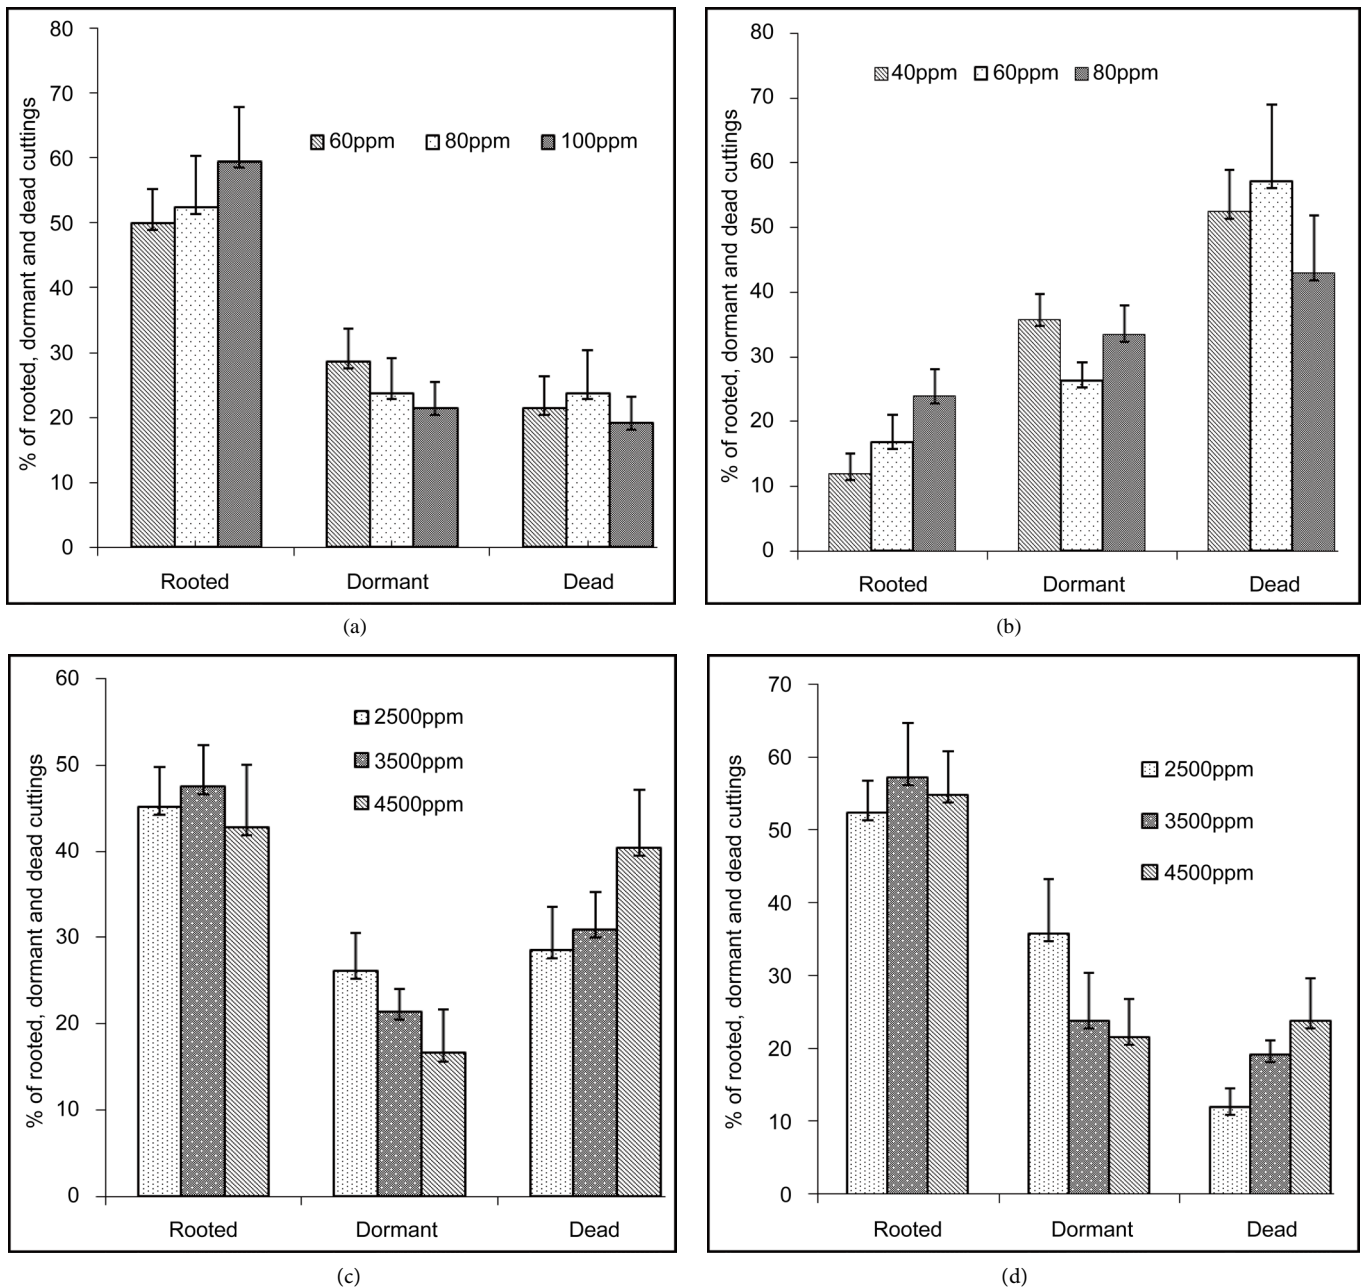 80
70
60
50
40
30
20
10
0
% of rooted, dormant and dead cuttings
60ppm 80ppm 100ppm
Rooted Dormant Dead
(a)
80
70
60
50
40
30
20
10
0
% of rooted, dormant and dead cuttings
40ppm 60ppm 80ppm
Rooted Dormant Dead
(b)
60
50
40
30
20
10
0
% of rooted, dormant and dead cuttings
2500ppm
3500ppm
4500ppm
Rooted Dormant Dead
(c)
70
60
50
40
30
20
10
0
% of rooted, dormant and dead cuttings
2500ppm
3500ppm
4500ppm
Rooted Dormant Dead
(d)